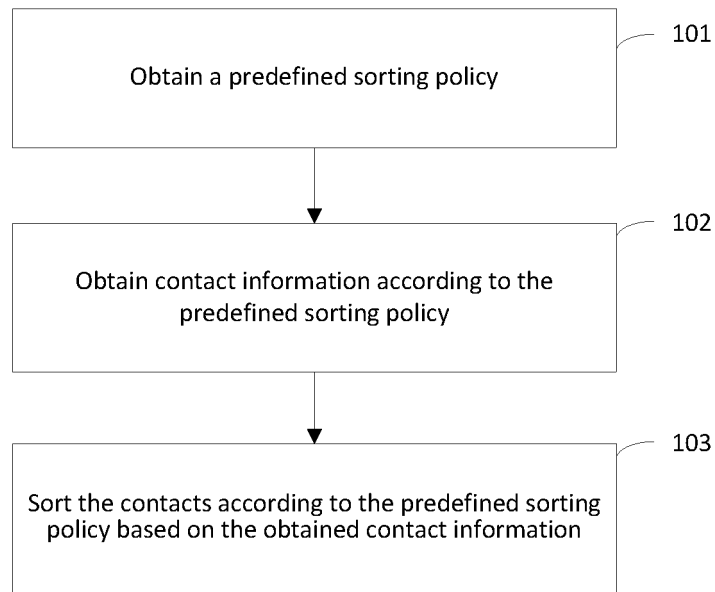 101
Obtain a predefined sorting policy
102
Obtain contact information according to the
predefined sorting policy
103
Sort the contacts according to the predefined sorting
policy based on the obtained contact information